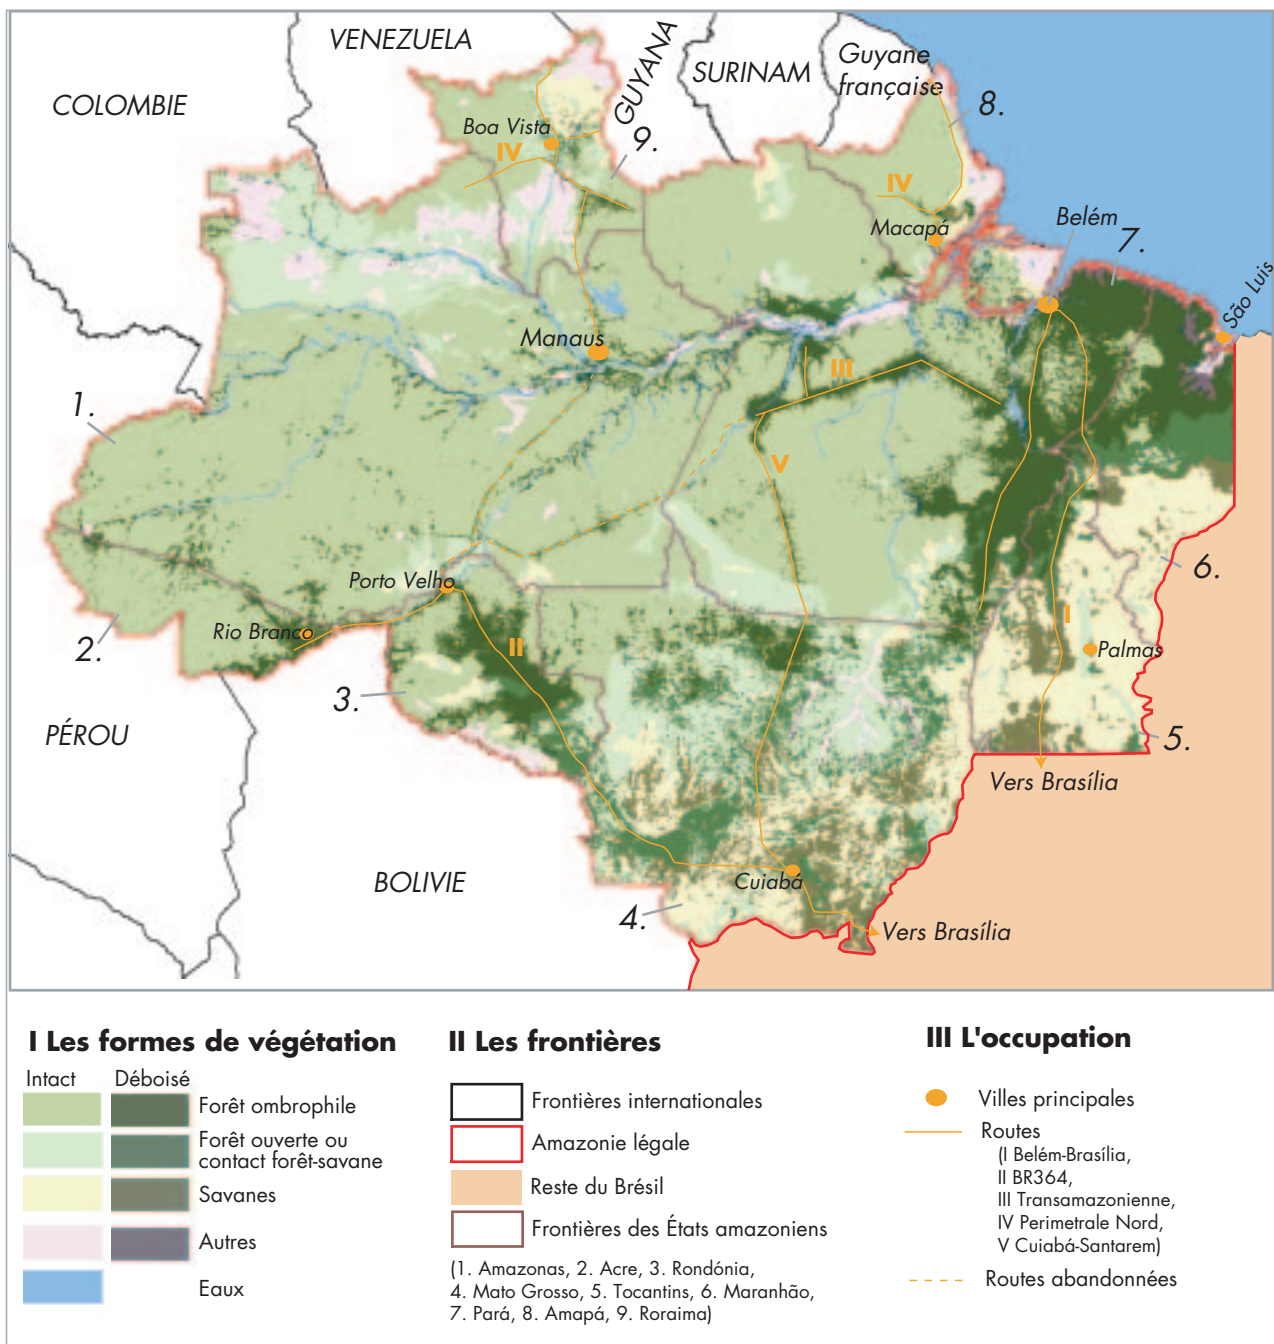 VENEZUELA
COLOMBIE
GUYANA
SURINAM
Guyane
française
8.
Boa Vista
9.
IV
IV
Macapá
Belém
7.
São Luis
Manaus
III
1.
V
6.
Porto Velho
2.
Rio Branco
II
I
Palmas
3.
PÉROU
5.
Vers Brasília
BOLIVIE
Cuiabá
4.
Vers Brasília
I Les formes de végétation
Intact
Déboisé
Forêt ombrophile
Forêt ouverte ou
contact forêt-savane
Savanes
Autres
Eaux
II Les frontières
Frontières internationales
Amazonie légale
Reste du Brésil
Frontières des États amazoniens
(1. Amazonas, 2. Acre, 3. Rondónia,
4. Mato Grosso, 5. Tocantins, 6. Maranhão,
7. Pará, 8. Amapá, 9. Roraima)
III L'occupation
Villes principales
Routes
(I Belém-Brasília,
II BR364,
III Transamazonienne,
IV Perimetrale Nord,
V Cuiabá-Santarem)
Routes abandonnées